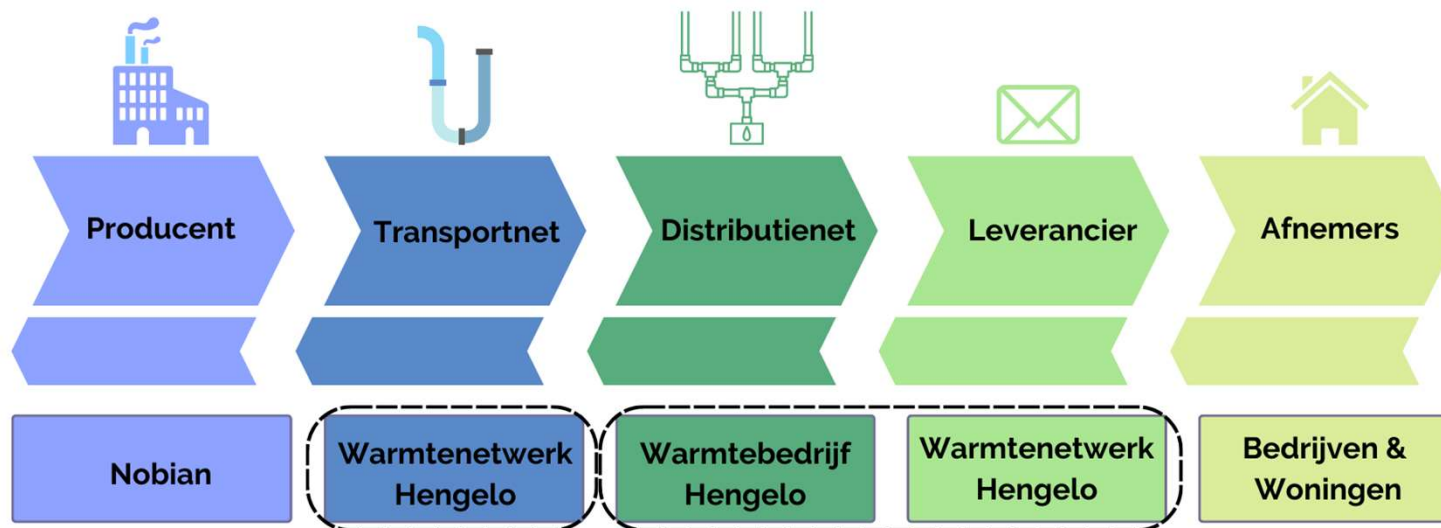 Producent
Transportnet
Distributienet
Leverancier
Afnemers
Nobian
Warmtenetwerk
Hengelo
Warmtebedrijf
Hengelo
Warmtenetwerk
Hengelo
Bedrijven &
Woningen